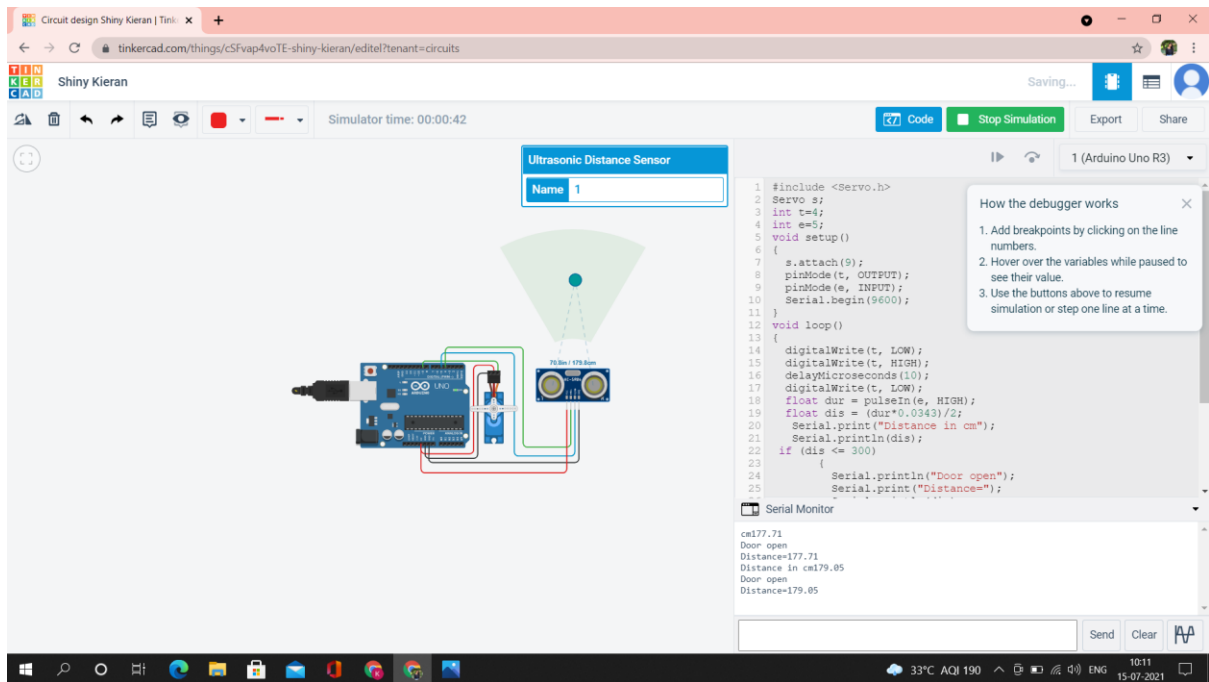 Circuit design Shiny Kieran | Tink
tinkercad.com/things/cSFvap4voTE-shiny-kieran/editel?tenant=circuits
TIN
KER
CAD
Shiny Kieran
Saving...
Simulator time: 00:00:42
Code
Stop Simulation
Export
Share
Ultrasonic Distance Sensor
Name 1
1 (Arduino Uno R3)
1 #include <Servo.h>
2 Servo s;
3 int t=4;
4 int e=5;
5 void setup()
6 {
7 s.attach(9);
8 pinMode(t, OUTPUT);
9 pinMode(e, INPUT);
10 Serial.begin(9600);
11 }
12 void loop()
13 {
14 digitalWrite(t, LOW);
15 digitalWrite(t, HIGH);
16 delayMicroseconds(10);
17 digitalWrite(t, LOW);
18 float dur = pulseIn(e, HIGH);
19 float dis = (dur*0.0343)/2;
20 Serial.print("Distance in cm");
21 Serial.println(dis);
22 if (dis <= 300)
23 {
24 Serial.println("Door open");
25 Serial.print("Distance=");
How the debugger works
1. Add breakpoints by clicking on the line
numbers.
2. Hover over the variables while paused to
see their value.
3. Use the buttons above to resume
simulation or step one line at a time.
UNO
Serial Monitor
cm177.71
Door open
Distance=177.71
Distance in cm179.05
Door open
Distance=179.05
Send
Clear
33°C AQI 190
ENG
10:11
15-07-2021